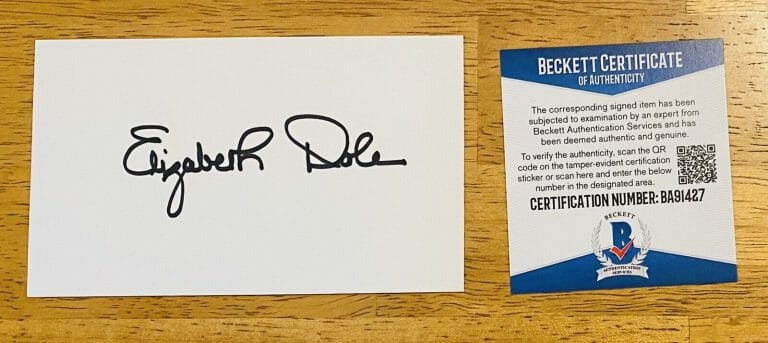 Elizabeth Dole
BECKETT CERTIFICATE
OF AUTHENTICITY
The corresponding signed item has been
subjected to examination by an expert from
Beckett Authentication Services and has
been deemed authentic and genuine.
To verify the authenticity, scan the QR
code on the tamper-evident certification
sticker or scan here and enter the below
number in the designated area.
CERTIFICATION NUMBER: BA91427
BECKETT
B
AUTHENTICATION
SERVICES